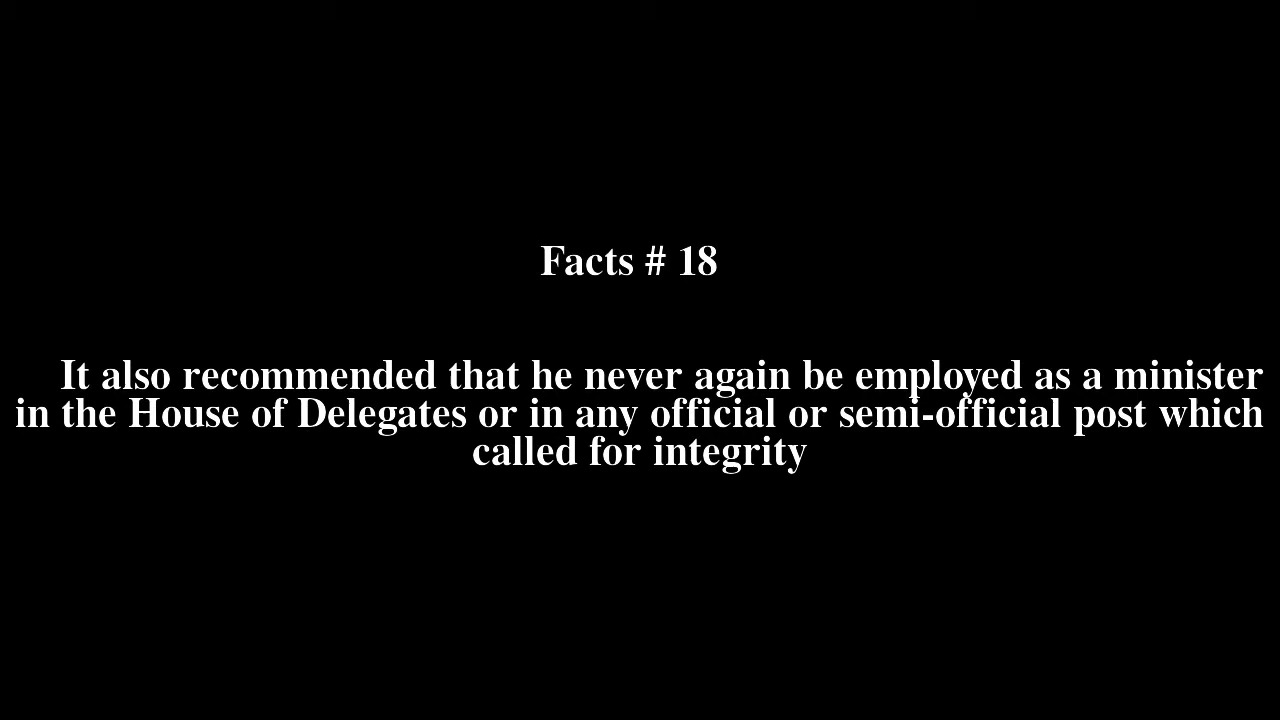 Facts # 18
It also recommended that he never again be employed as a minister
in the House of Delegates or in any official or semi-official post which
called for integrity